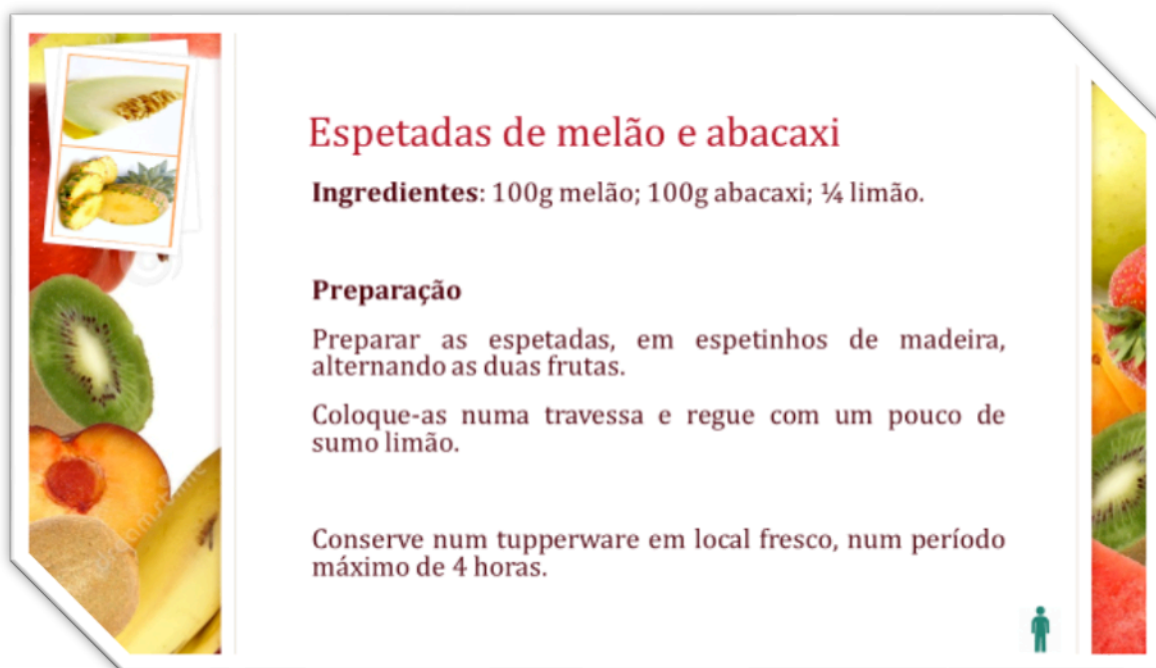 Espetadas de melão e abacaxi
Ingredientes: 100g melão; 100g abacaxi; ¼ limão.
Preparação
Preparar as espetadas, em espetinhos de madeira,
alternando as duas frutas.
Coloque-as numa travessa e regue com um pouco de
sumo limão.
Conserve num tupperware em local fresco, num período
máximo de 4 horas.